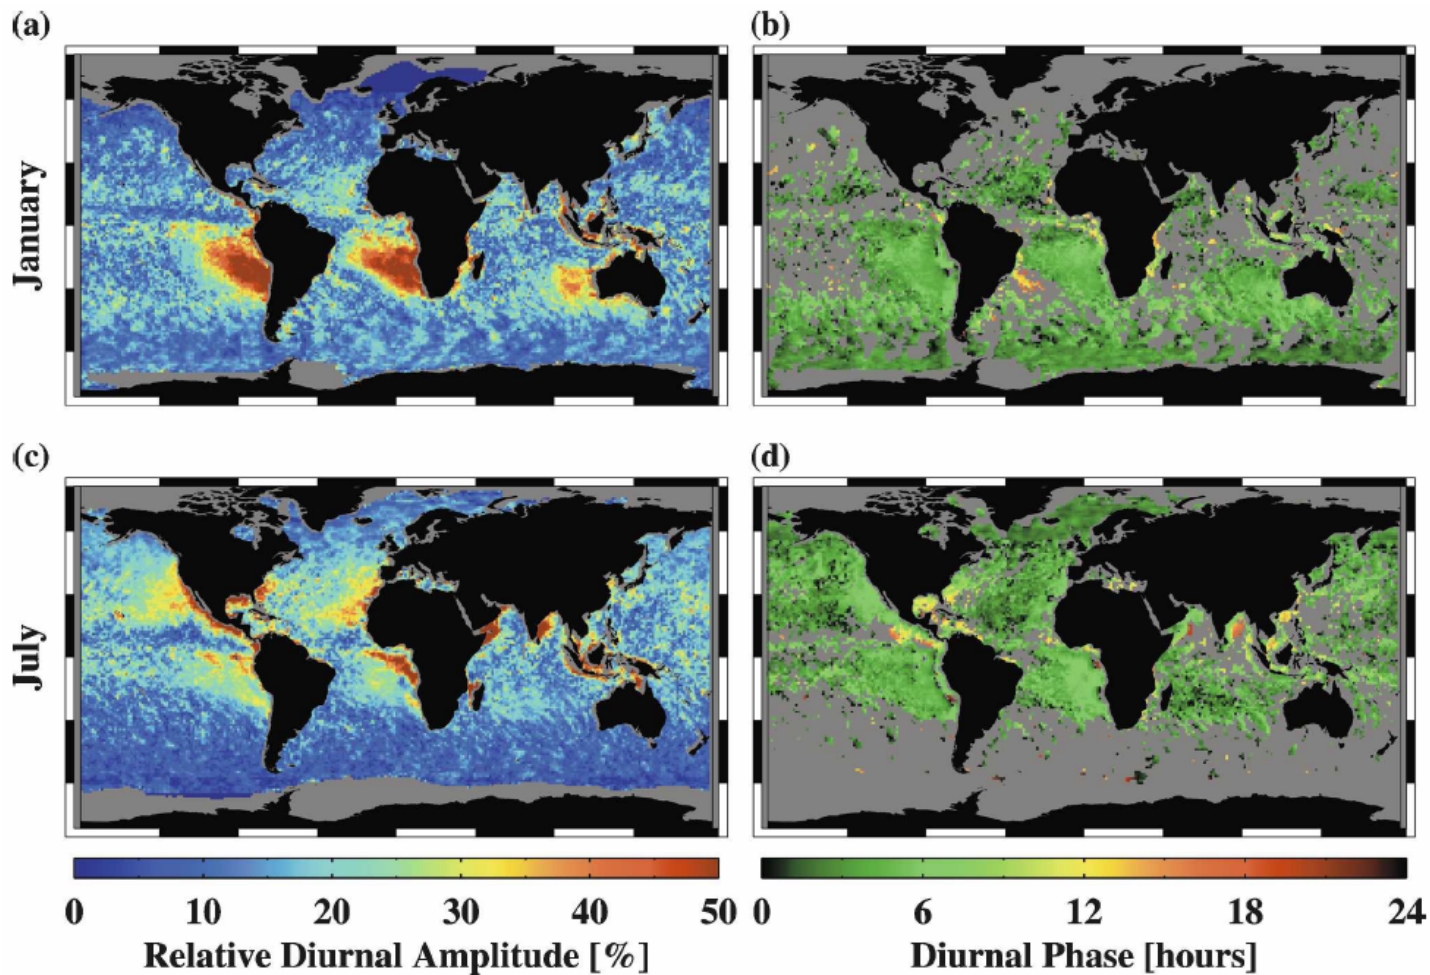 (a)
(b)
January
(c)
(d)
July
0 10 20 30 40 50
Relative Diurnal Amplitude [%]
0 6 12 18 24
Diurnal Phase [hours]